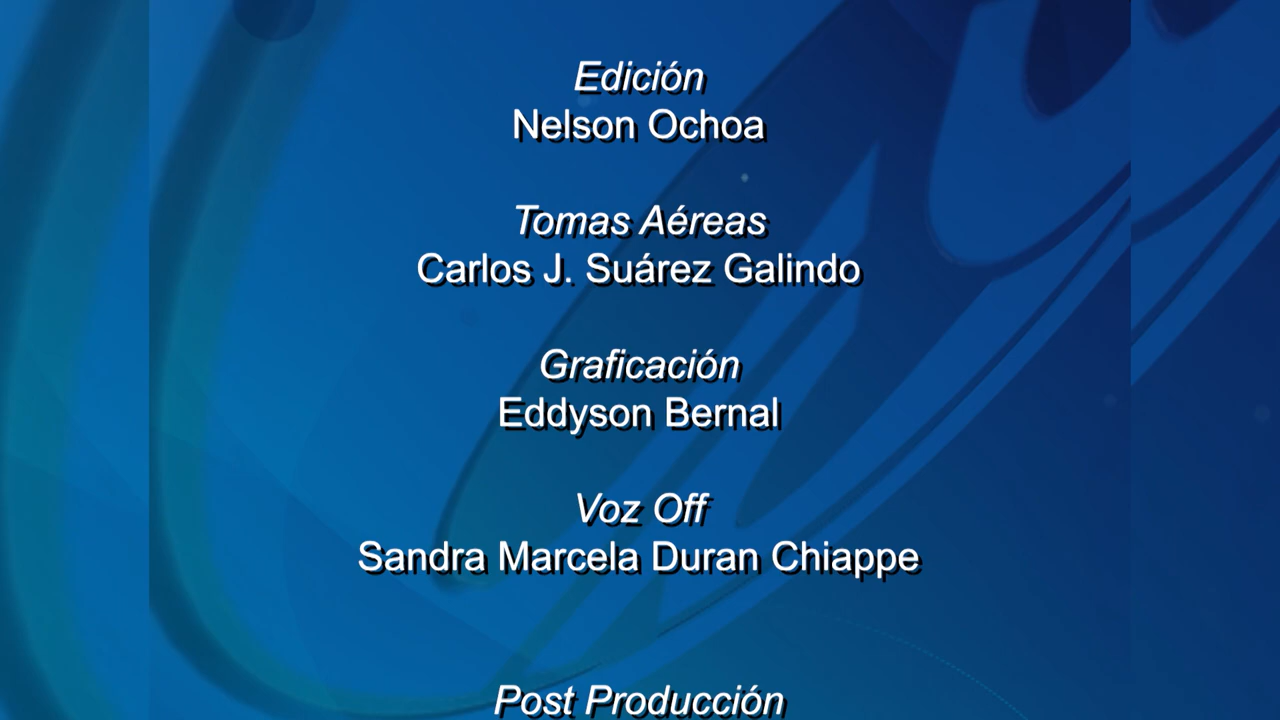 Edición
Nelson Ochoa
Tomas Aéreas
Carlos J. Suárez Galindo
Graficación
Eddyson Bernal
Voz Off
Sandra Marcela Duran Chiappe
Post Producción